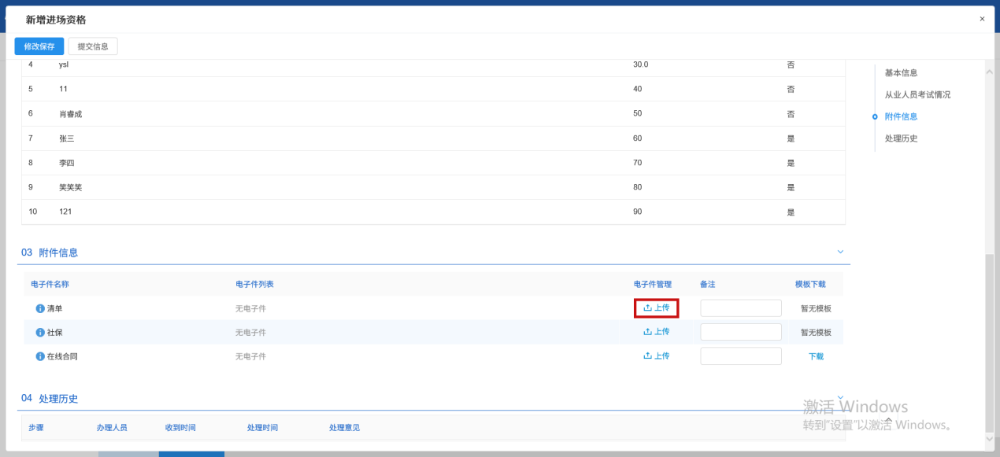 新增进场资格 ×
修改保存 提交信息
4 ysl 30.0 否
5 11 40 否
6 肖睿成 50 否
7 张三 60 是
8 李四 70 是
9 笑笑笑 80 是
10 121 90 是
基本信息
从业人员考试情况
附件信息
处理历史
03 附件信息
电子件名称 电子件列表 电子件管理 备注 模板下载
清单 无电子件 上传 暂无模板
社保 无电子件 上传 暂无模板
在线合同 无电子件 上传 下载
04 处理历史
步骤 办理人员 收到时间 处理时间 处理意见
激活 Windows
转到"设置"以激活 Windows。